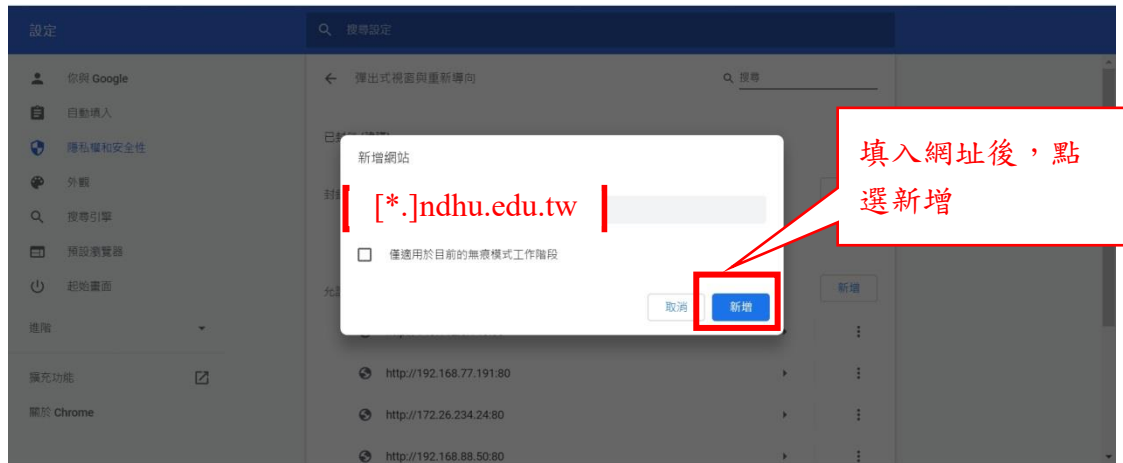 設定
搜尋設定
你與 Google
自動填入
隱私權和安全性
外觀
搜尋引擎
預設瀏覽器
起始畫面
進階
擴充功能
關於 Chrome
彈出式視窗與重新導向
搜尋
新增網站
[*.]ndhu.edu.tw
僅適用於目前的無痕模式工作階段
取消
新增
填入網址後，點
選新增
新增
http://192.168.77.191:80
http://172.26.234.24:80
http://192.168.88.50:80